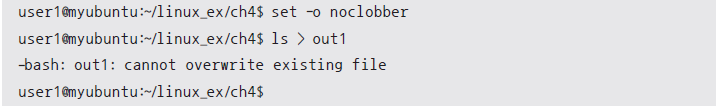 user1@myubuntu:~/linux_ex/ch4$ set -o noclobber
user1@myubuntu:~/linux_ex/ch4$ ls > out1
-bash: out1: cannot overwrite existing file
user1@myubuntu:~/linux_ex/ch4$